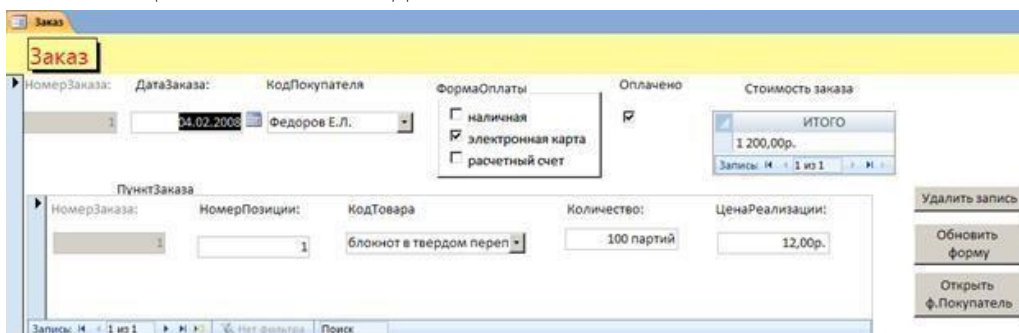 Заказ
Заказ
НомерЗаказа: ДатаЗаказа: КодПокупателя ФормаОплаты Оплачено Стоимость заказа
1 04.02.2008 Федоров Е.Л.
наличная
электронная карта
расчетный счет
ИТОГО
1 200,00р.
Запись: 1 из 1
ПунктЗаказа
НомерЗаказа: НомерПозиции: КодТовара Количество: ЦенаРеализации:
1 1 блокнот в твердом переп 100 партий 12,00р.
Удалить запись
Обновить
форму
Открыть
ф.Покупатель
Запись: 1 из 1 Нет фильтра Поиск